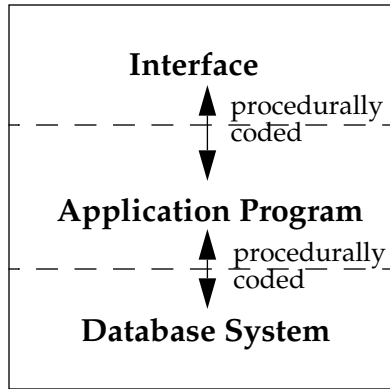 Interface
procedurally
coded
Application Program
procedurally
coded
Database System